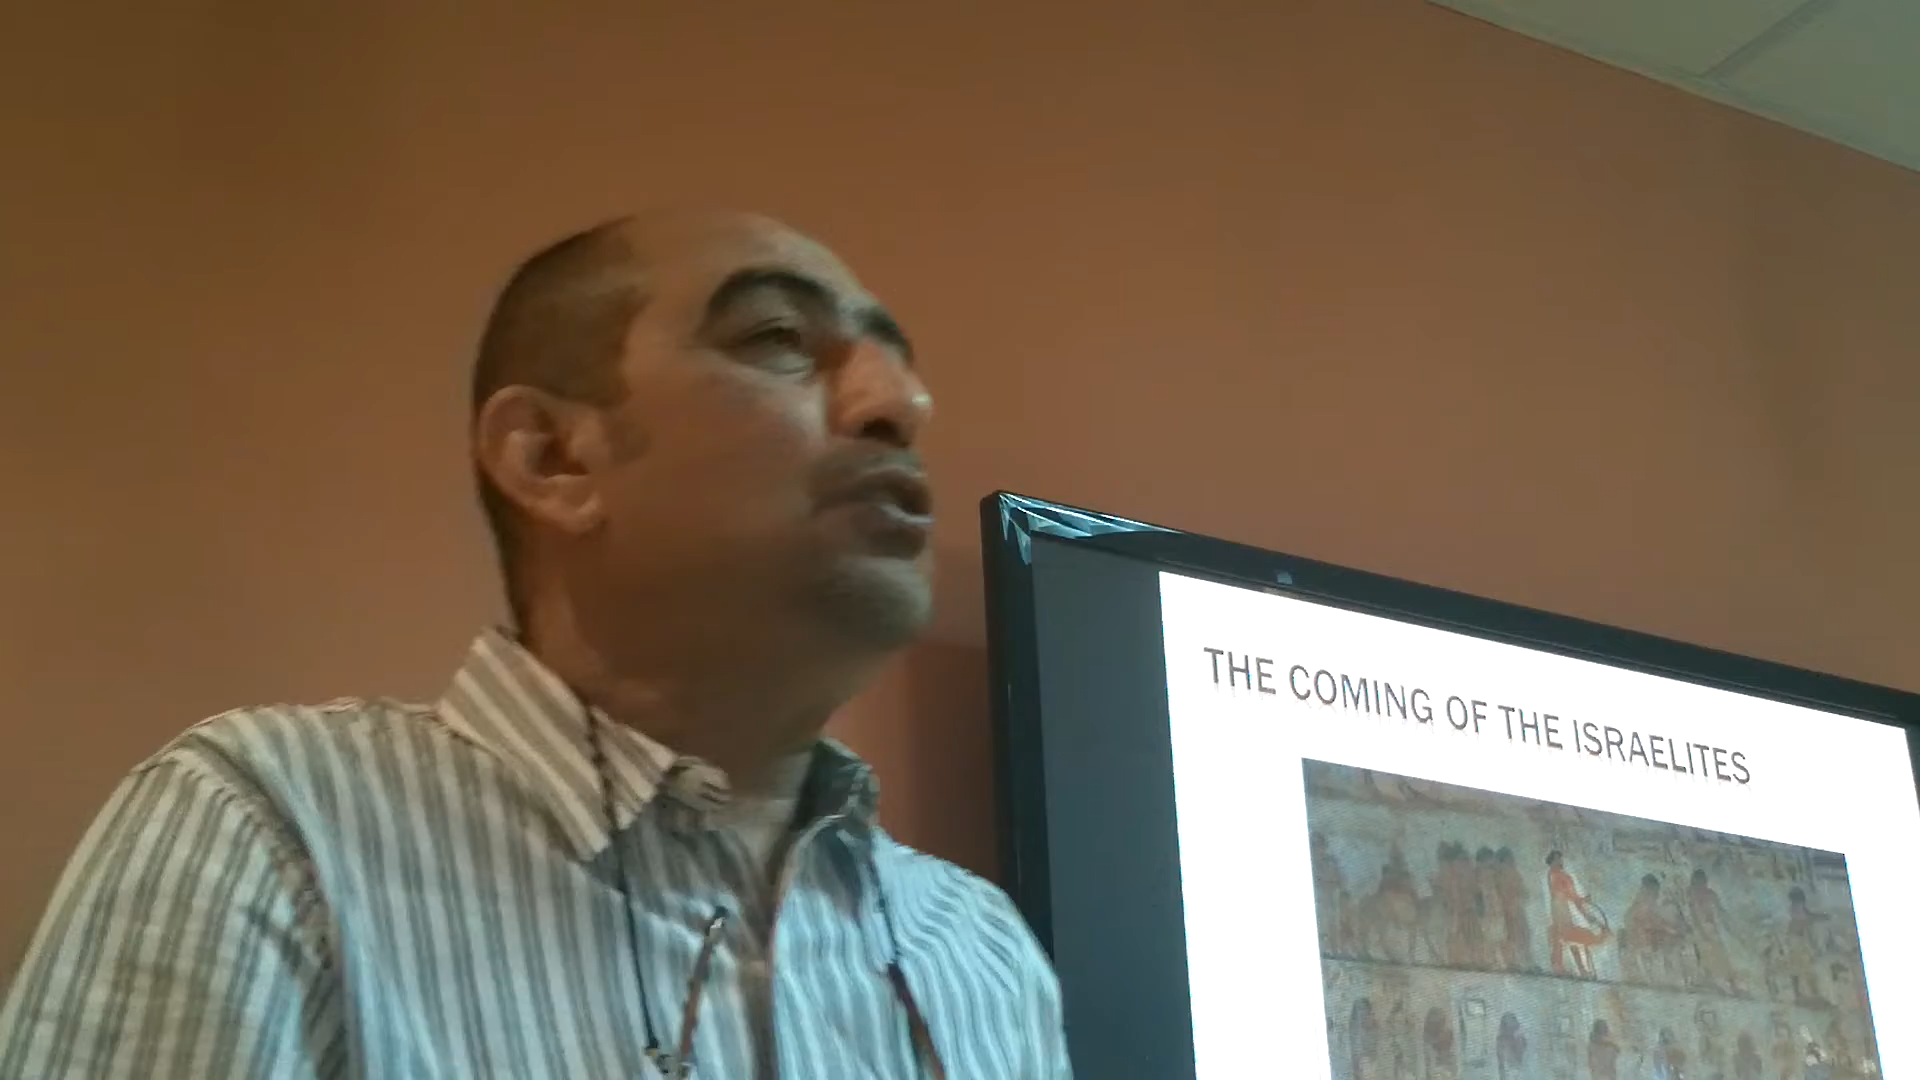 THE COMING OF THE ISRAELITES